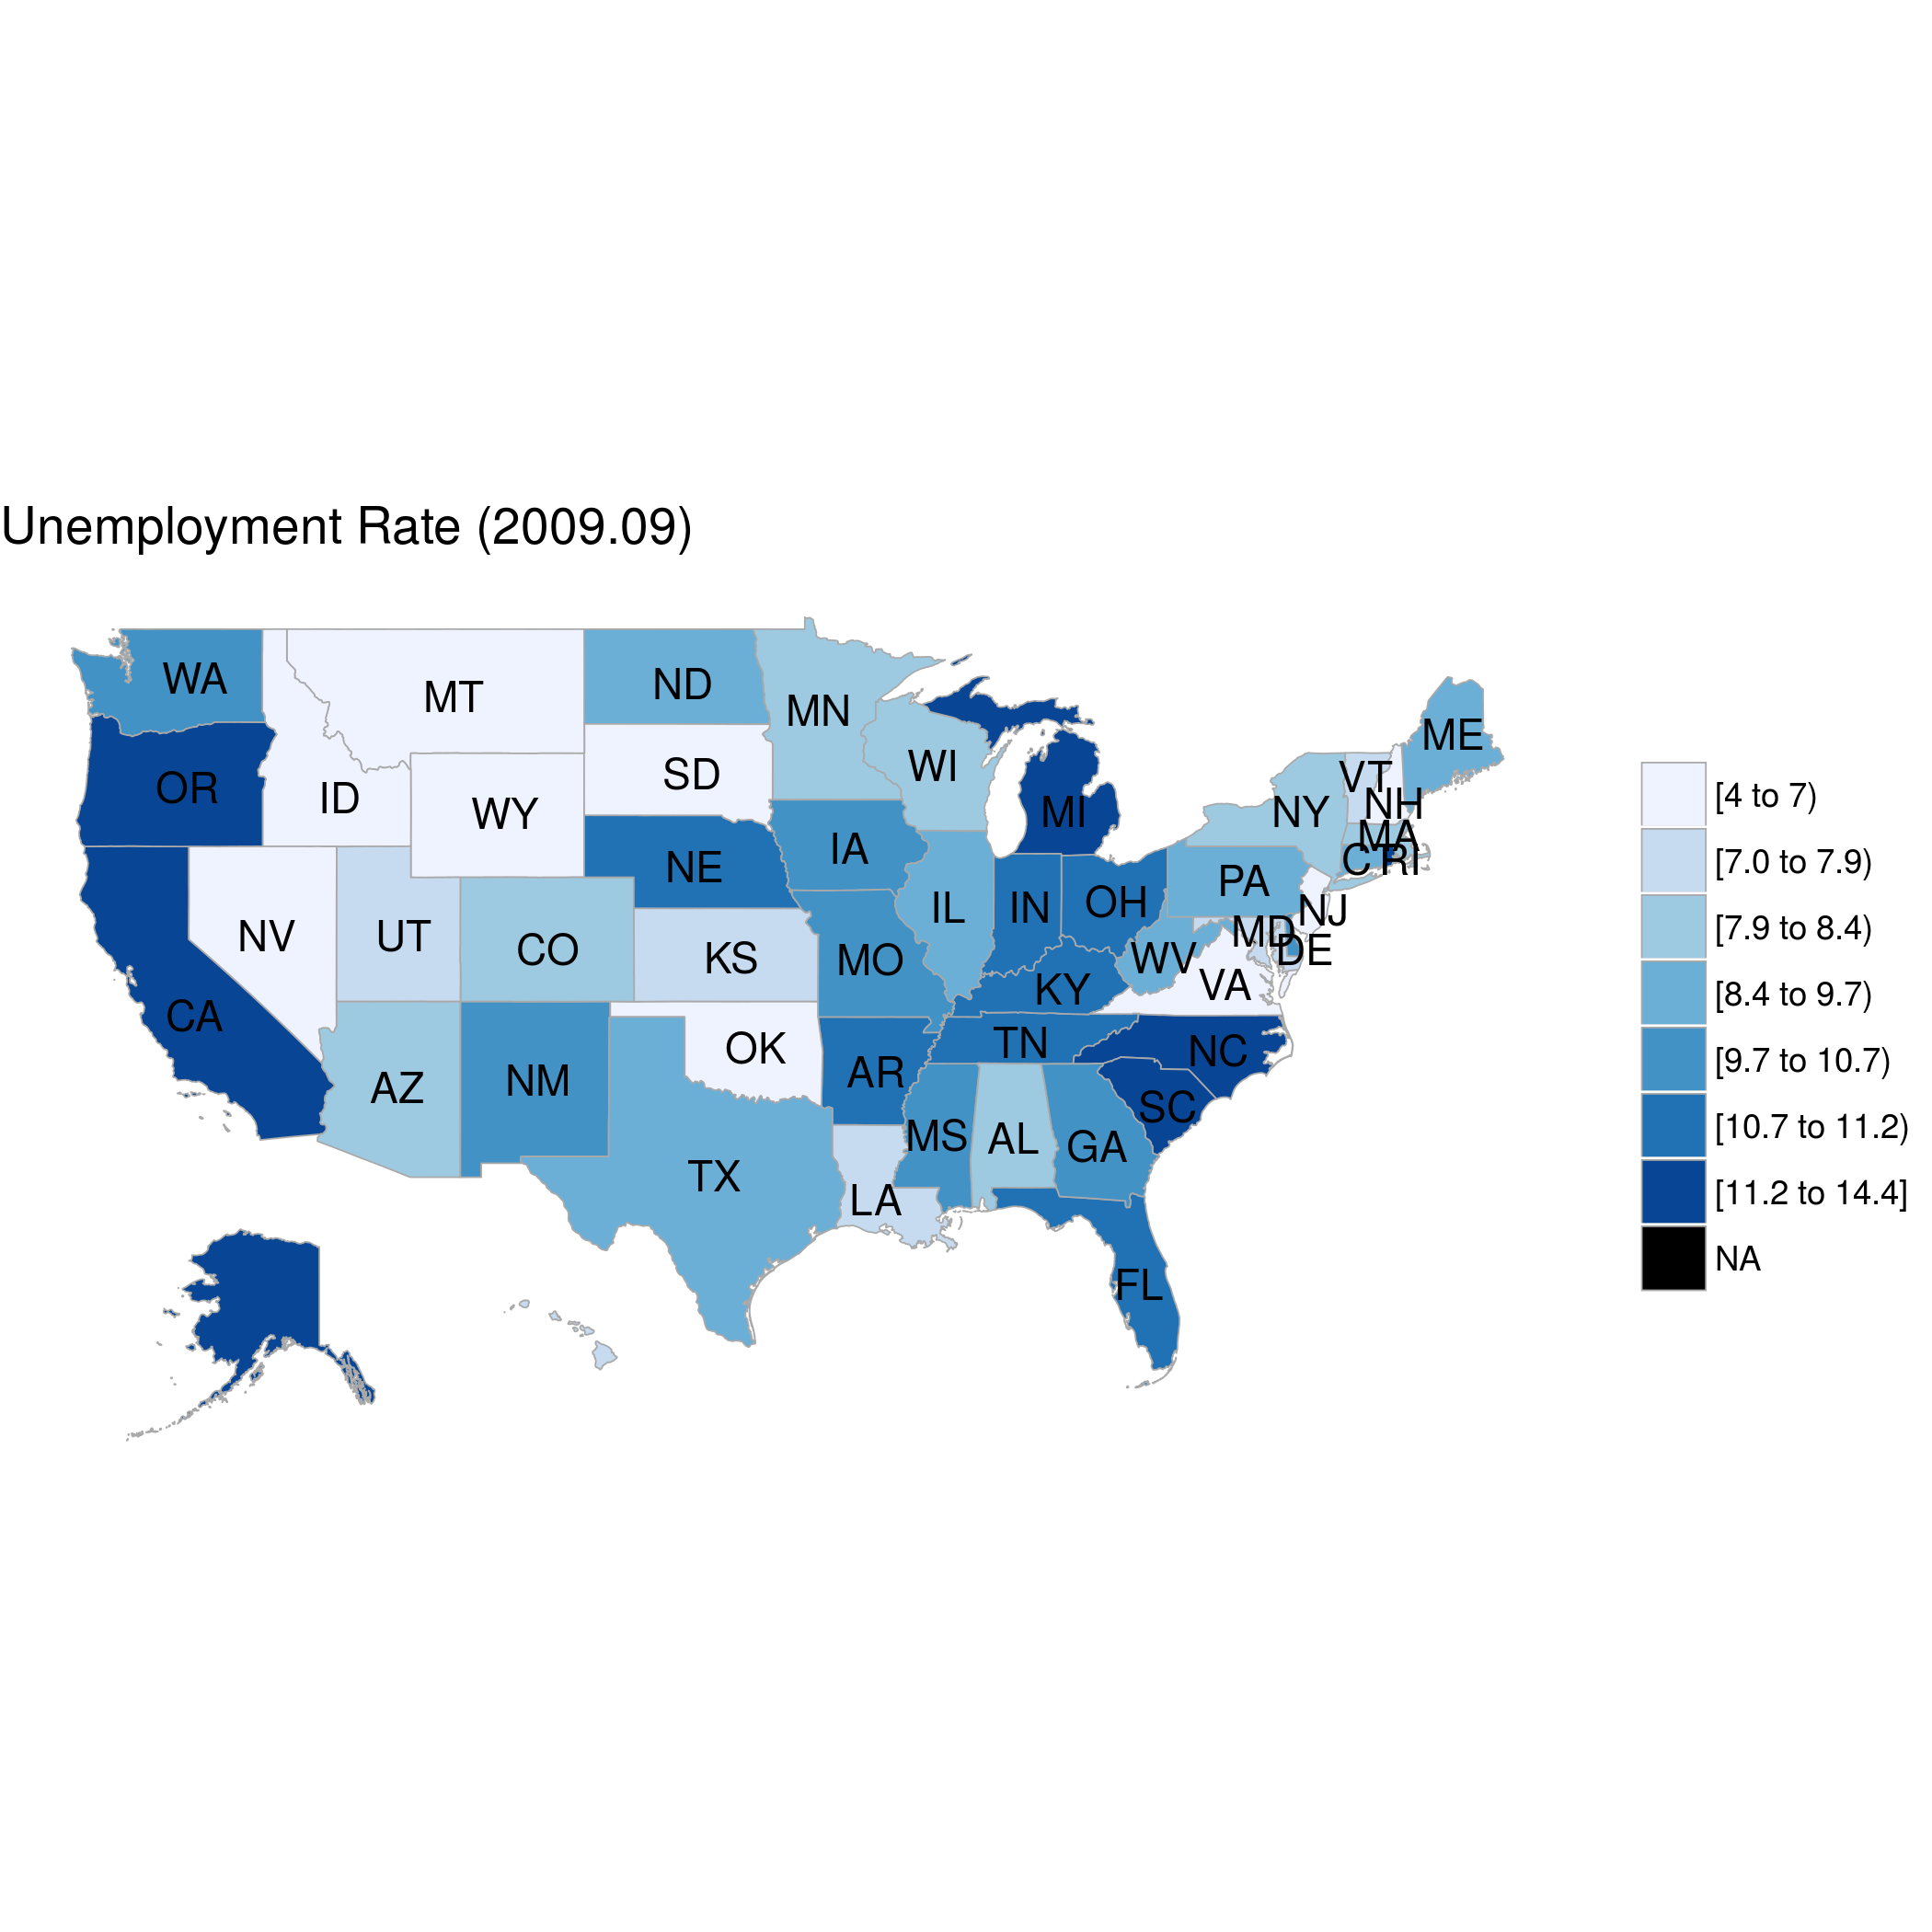 Unemployment Rate (2009.09)
WA
MT
ND
MN
ME
OR
ID
WY
SD
WI
MI
VT
NH
NY
MA
CT
RI
IA
NE
PA
NV
UT
CO
KS
MO
IL
IN
OH
NJ
MD
DE
WV
VA
KY
CA
AZ
NM
OK
AR
TN
NC
SC
TX
LA
MS
AL
GA
FL
[4 to 7)
[7.0 to 7.9)
[7.9 to 8.4)
[8.4 to 9.7)
[9.7 to 10.7)
[10.7 to 11.2)
[11.2 to 14.4]
NA